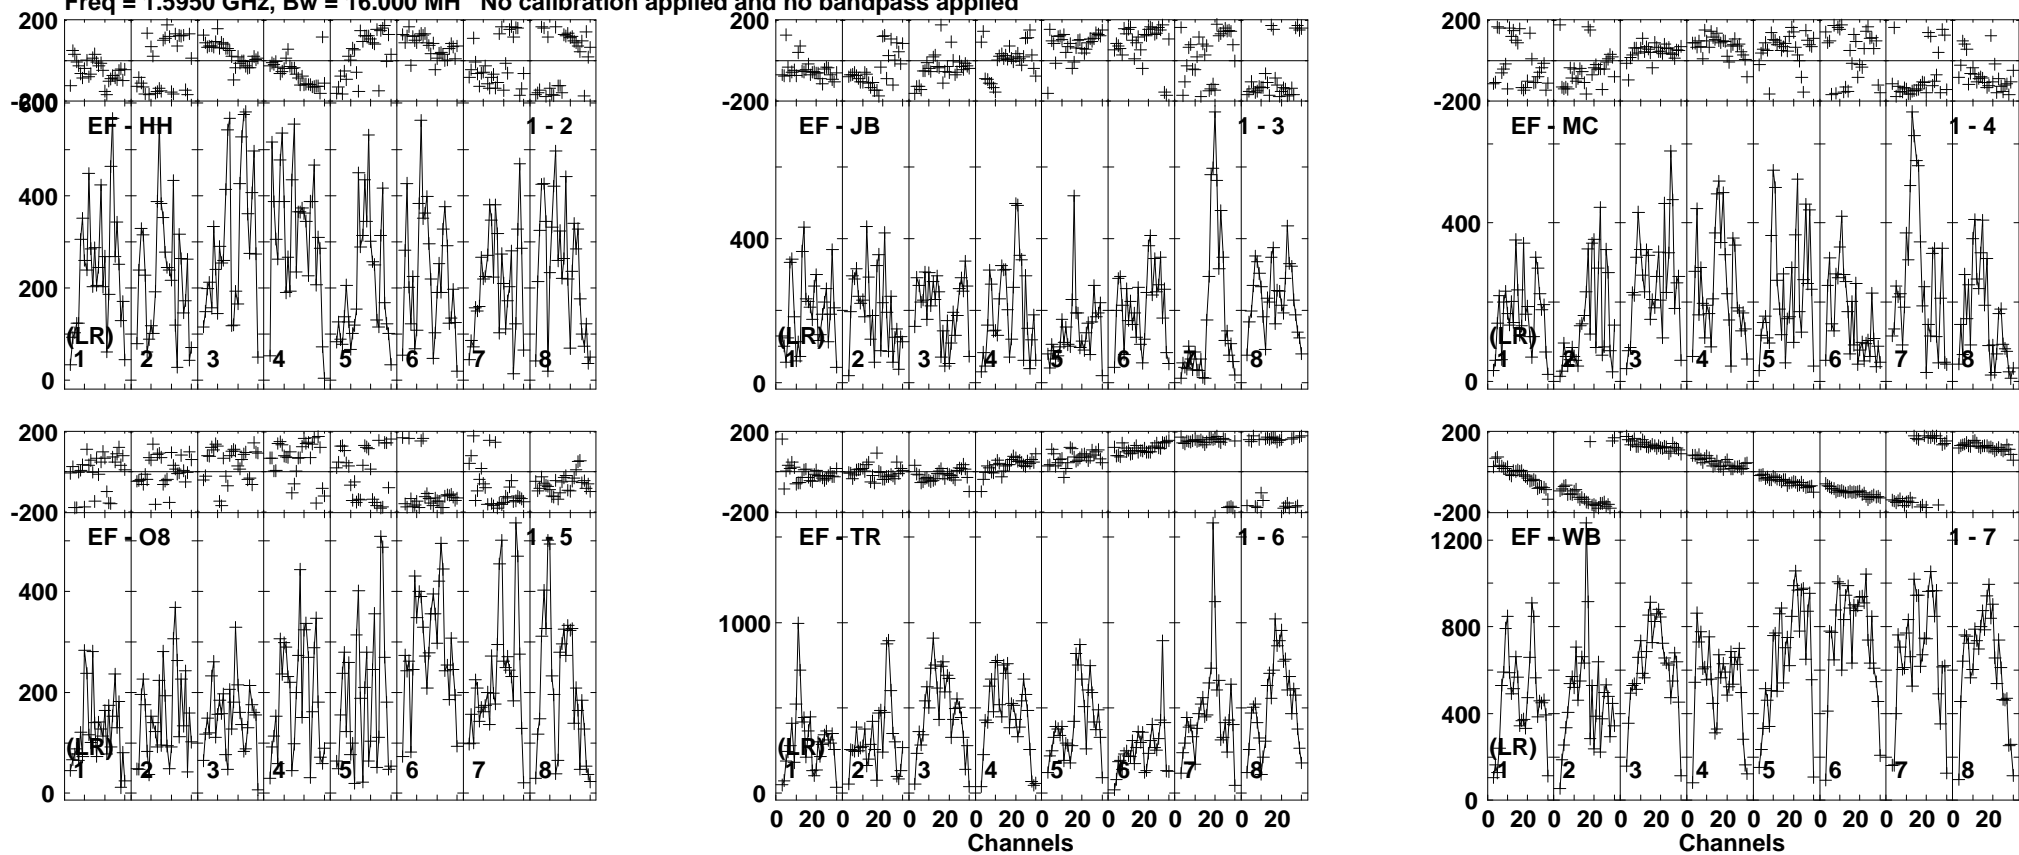 Freq = 1.5950 GHz, Bw = 16.000 MH No calibration applied and no bandpass applied
200
-200
600
400
200
0
EF - HH
1 - 2
(LR)
1 2 3 4 5 6 7 8
200
-200
400
0
EF - JB
1 - 3
(LR)
1 2 3 4 5 6 7 8
200
-200
400
0
EF - MC
1 - 4
(LR)
1 2 3 4 5 6 7 8
200
-200
400
200
0
EF - O8
1 - 5
(LR)
1 2 3 4 5 6 7 8
200
-200
1000
0
EF - TR
1 - 6
(LR)
1 2 3 4 5 6 7 8
0 20 0 20 0 20 0 20 0 20 0 20 0 20 0 20
Channels
200
-200
1200
800
400
0
EF - WB
1 - 7
(LR)
1 2 3 4 5 6 7 8
0 20 0 20 0 20 0 20 0 20 0 20 0 20 0 20
Channels